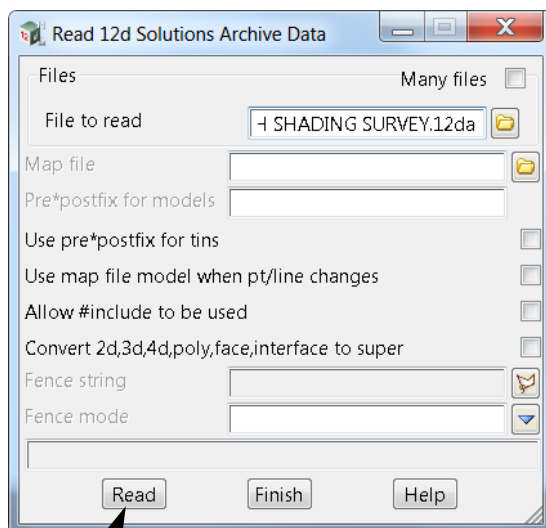 Read 12d Solutions Archive Data
Files
Many files
File to read
SHADING SURVEY.12da
Map file
Pre*postfix for models
Use pre*postfix for tins
Use map file model when pt/line changes
Allow #include to be used
Convert 2d,3d,4d,poly,face,interface to super
Fence string
Fence mode
Read Finish Help